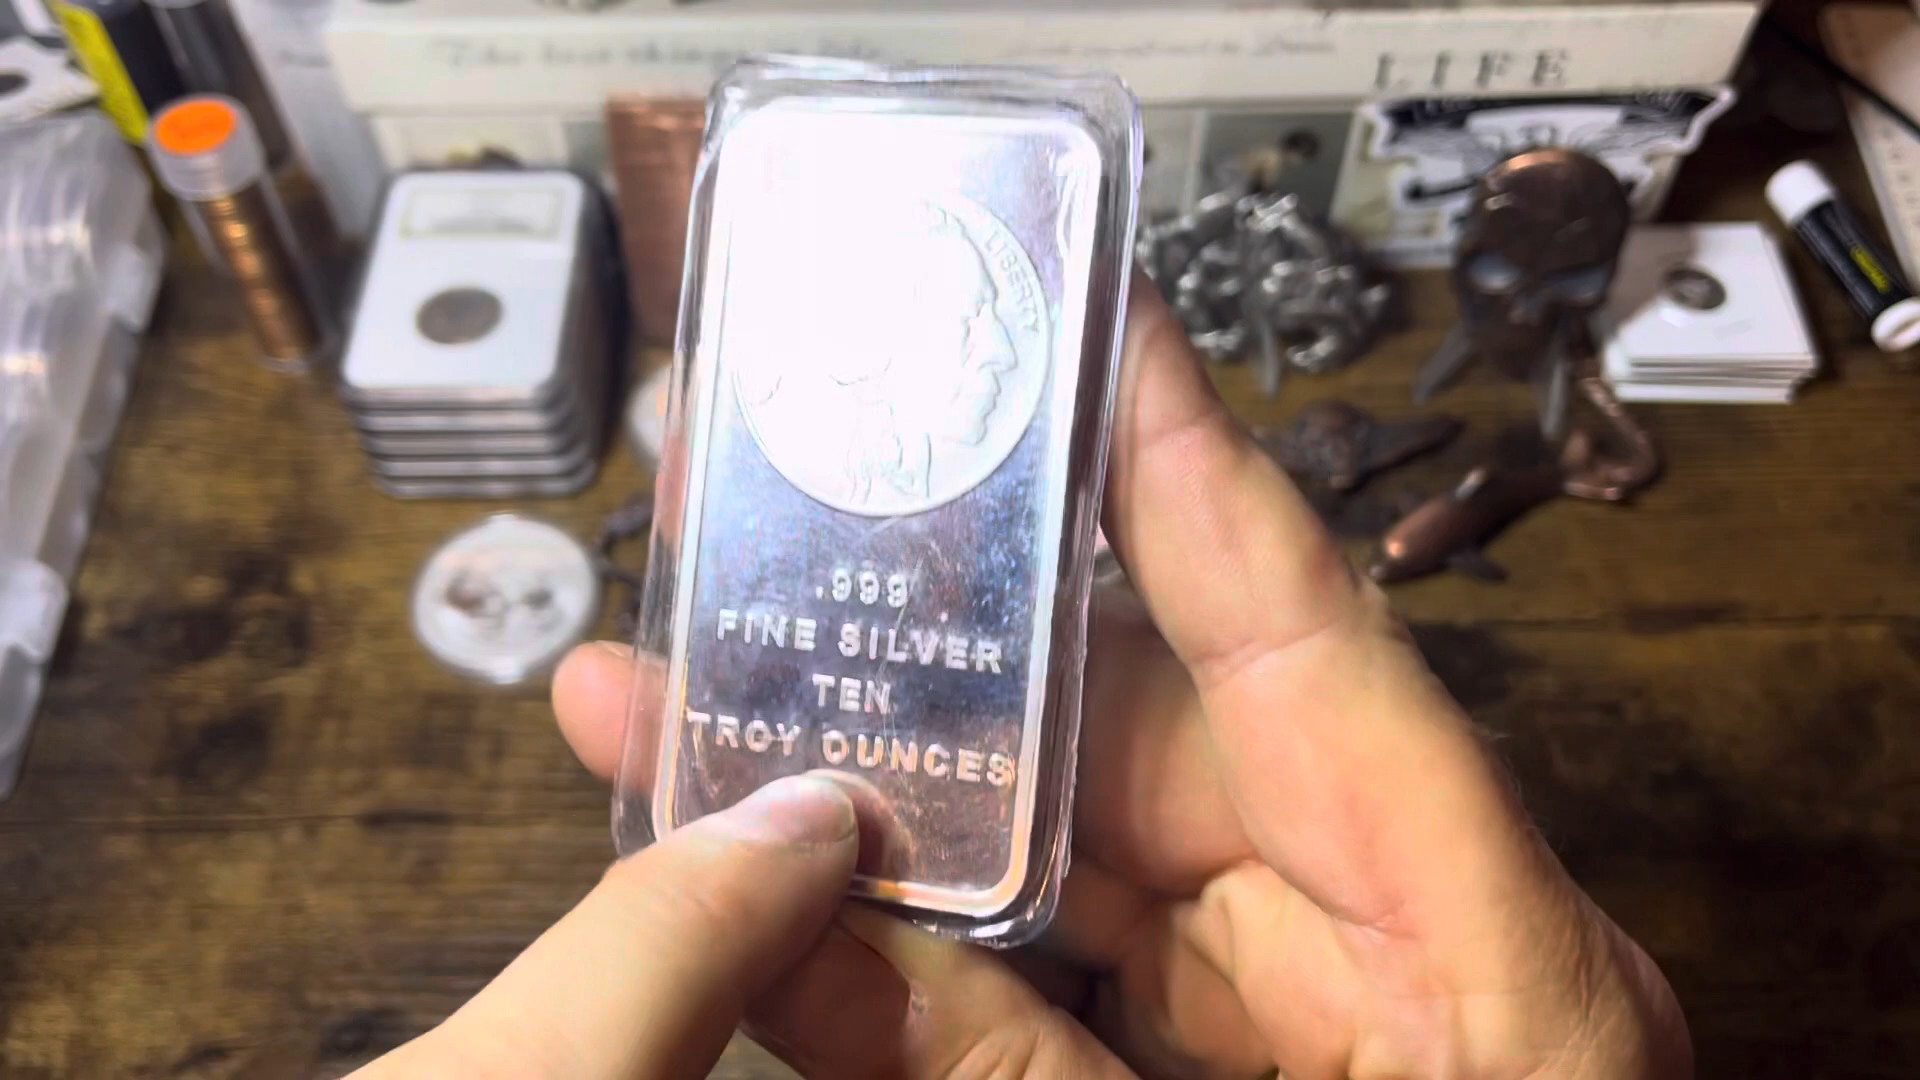 LIFE
LIBERTY
.999
FINE SILVER
TEN
TROY OUNCES